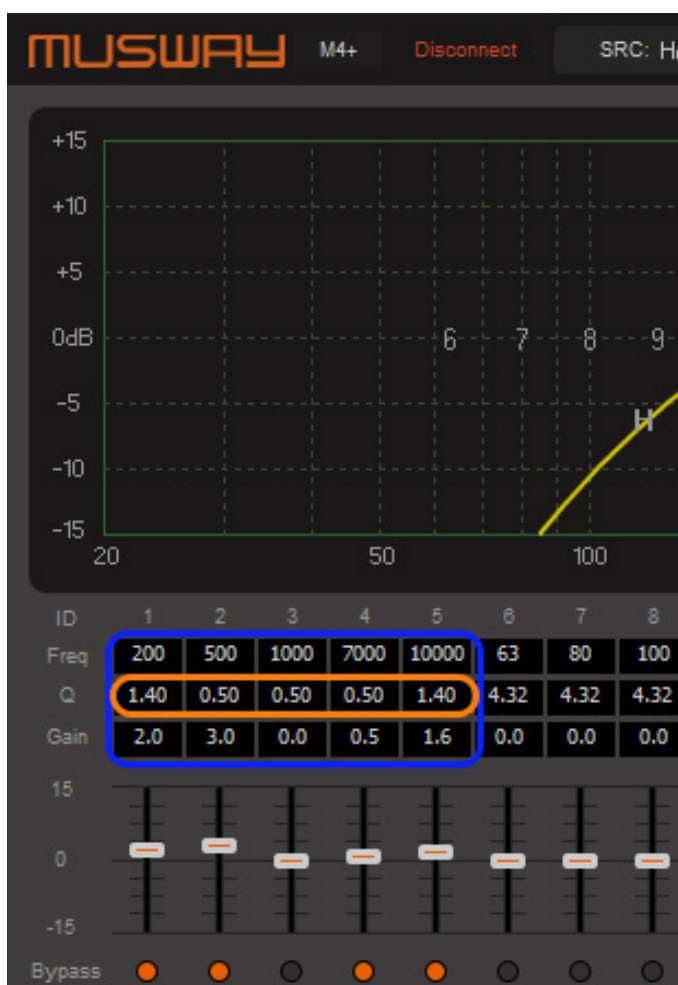 MUSWAY M4+ Disconnect SRC:
+15
+10
+5
0dB 6 7 8 9
-5
H
-10
-15
20 50 100
ID 1 2 3 4 5 6 7 8
Freq 200 500 1000 7000 10000 63 80 100
Q 1.40 0.50 0.50 0.50 1.40 4.32 4.32 4.32
Gain 2.0 3.0 0.0 0.5 1.6 0.0 0.0 0.0
15
0
-15
Bypass